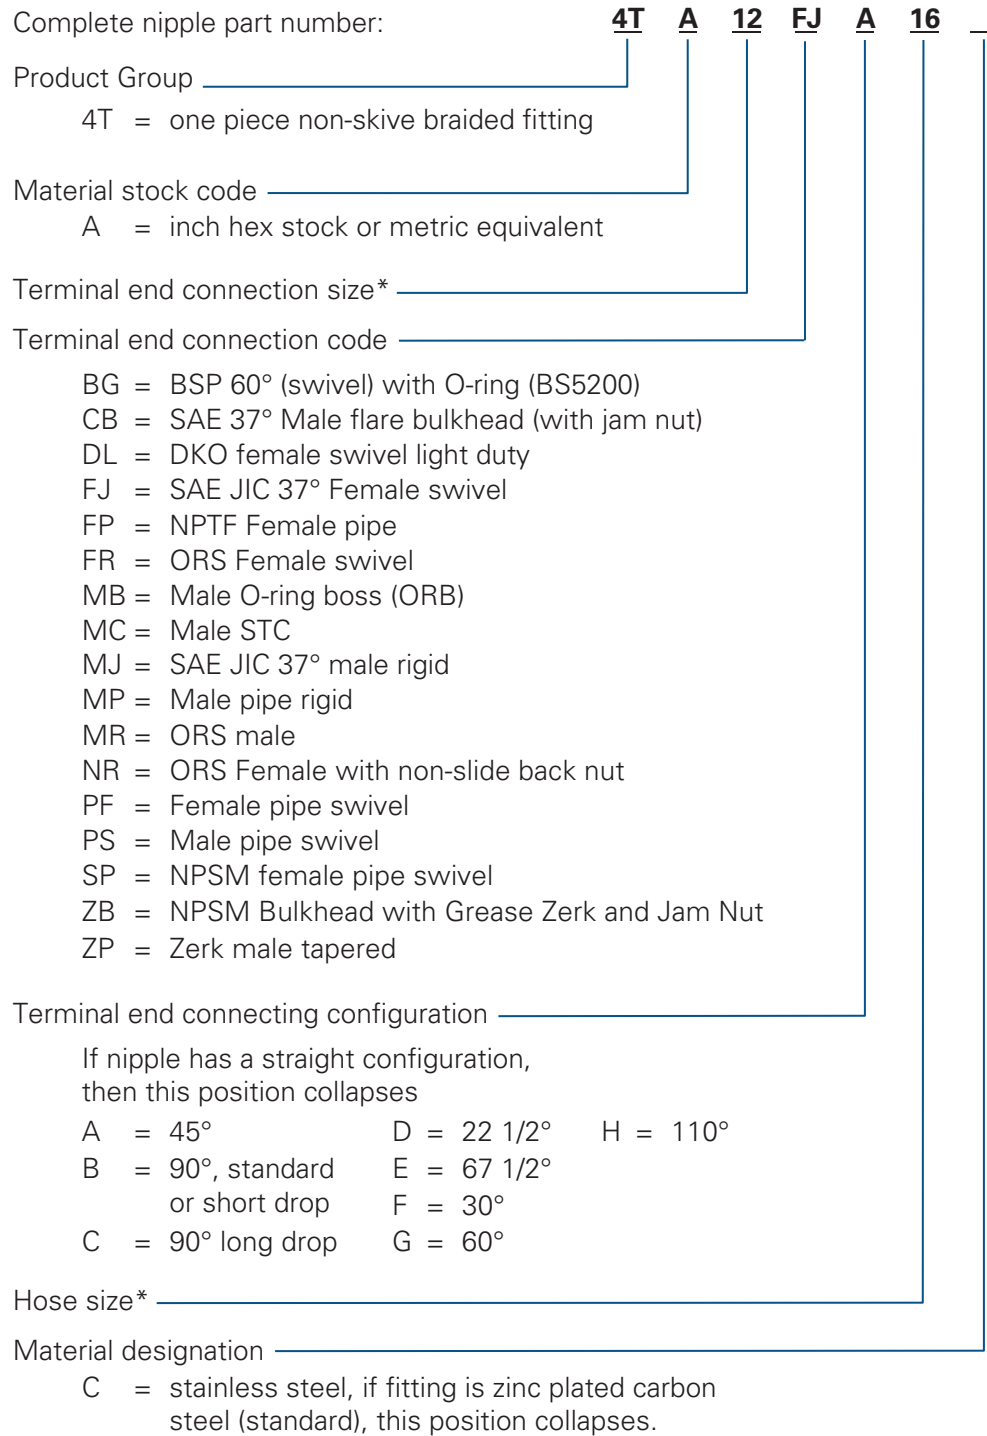 Complete nipple part number: 4T A 12 FJ A 16 _
Product Group
4T = one piece non-skive braided fitting
Material stock code
A = inch hex stock or metric equivalent
Terminal end connection size*
Terminal end connection code
BG = BSP 60° (swivel) with O-ring (BS5200)
CB = SAE 37° Male flare bulkhead (with jam nut)
DL = DKO female swivel light duty
FJ = SAE JIC 37° Female swivel
FP = NPTF Female pipe
FR = ORS Female swivel
MB = Male O-ring boss (ORB)
MC = Male STC
MJ = SAE JIC 37° male rigid
MP = Male pipe rigid
MR = ORS male
NR = ORS Female with non-slide back nut
PF = Female pipe swivel
PS = Male pipe swivel
SP = NPSM female pipe swivel
ZB = NPSM Bulkhead with Grease Zerk and Jam Nut
ZP = Zerk male tapered
Terminal end connecting configuration
If nipple has a straight configuration,
then this position collapses
A = 45° D = 22 1/2° H = 110°
B = 90°, standard E = 67 1/2°
or short drop F = 30°
C = 90° long drop G = 60°
Hose size*
Material designation
C = stainless steel, if fitting is zinc plated carbon
steel (standard), this position collapses.